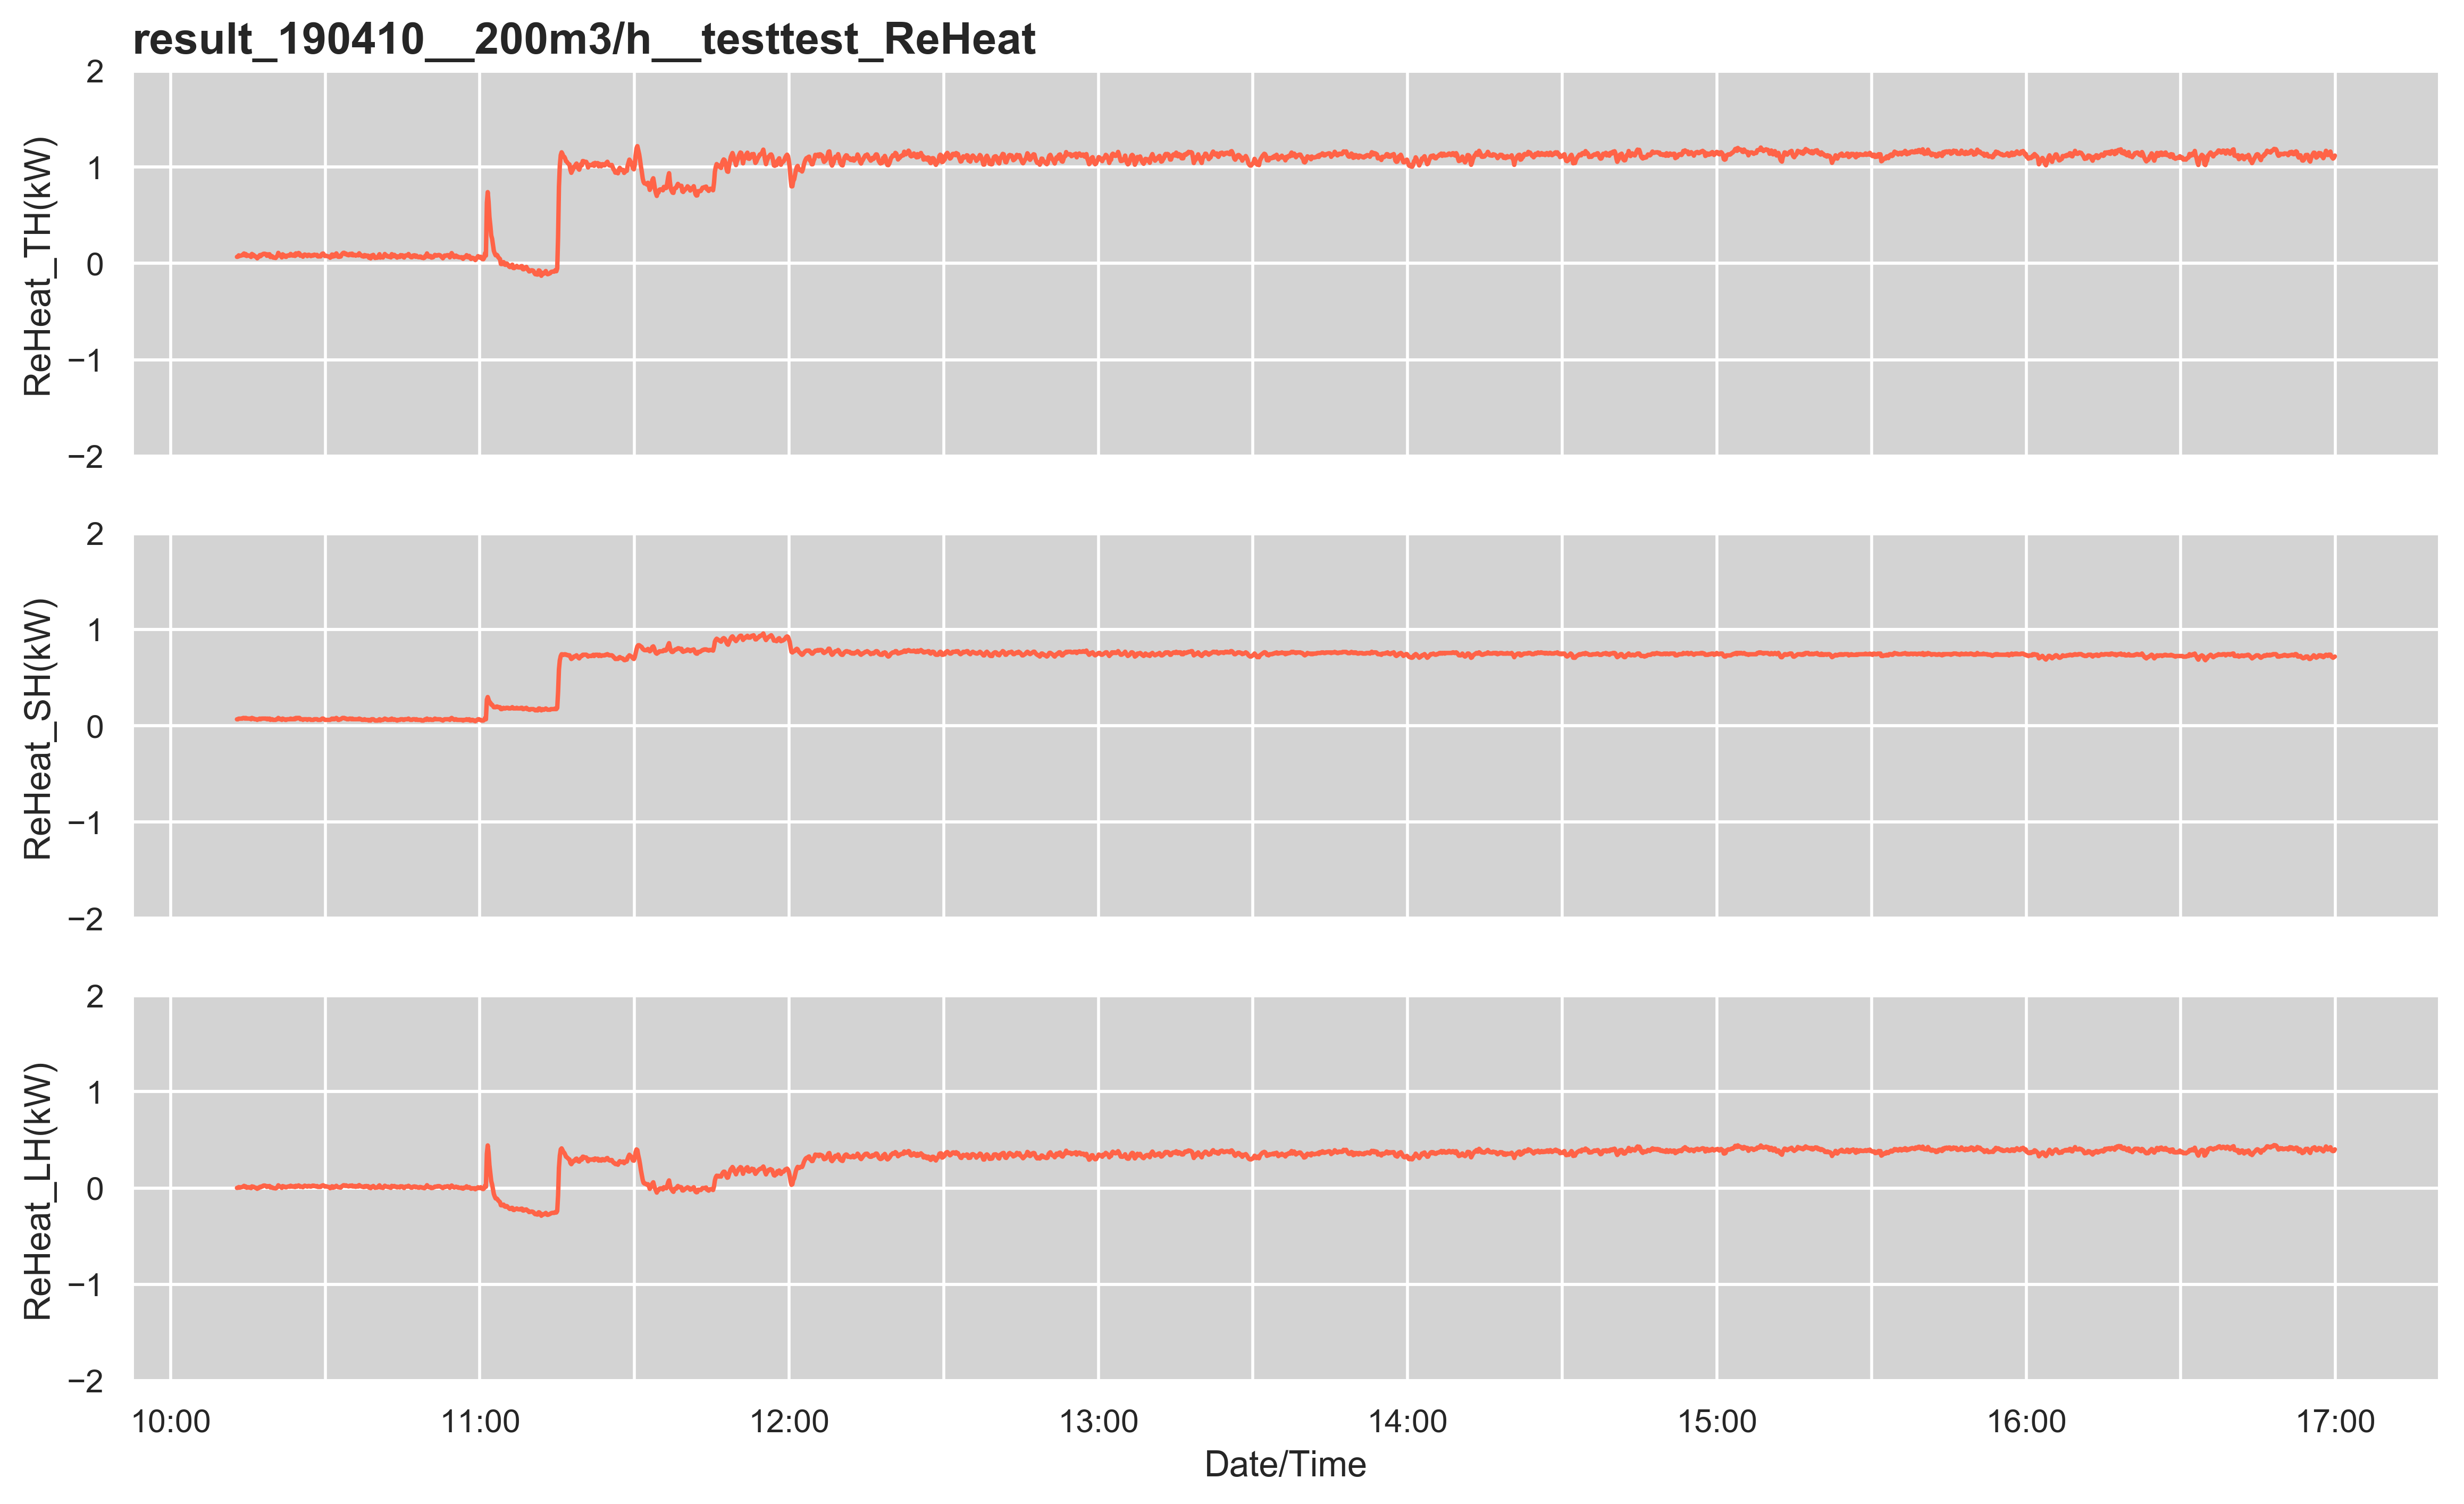 result_190410__200m3/h__testtest_ReHeat
2
1
0
−1
−2
ReHeat_TH(kW)
2
1
0
−1
−2
ReHeat_SH(kW)
2
1
0
−1
−2
ReHeat_LH(kW)
10:00 11:00 12:00 13:00 14:00 15:00 16:00 17:00
Date/Time